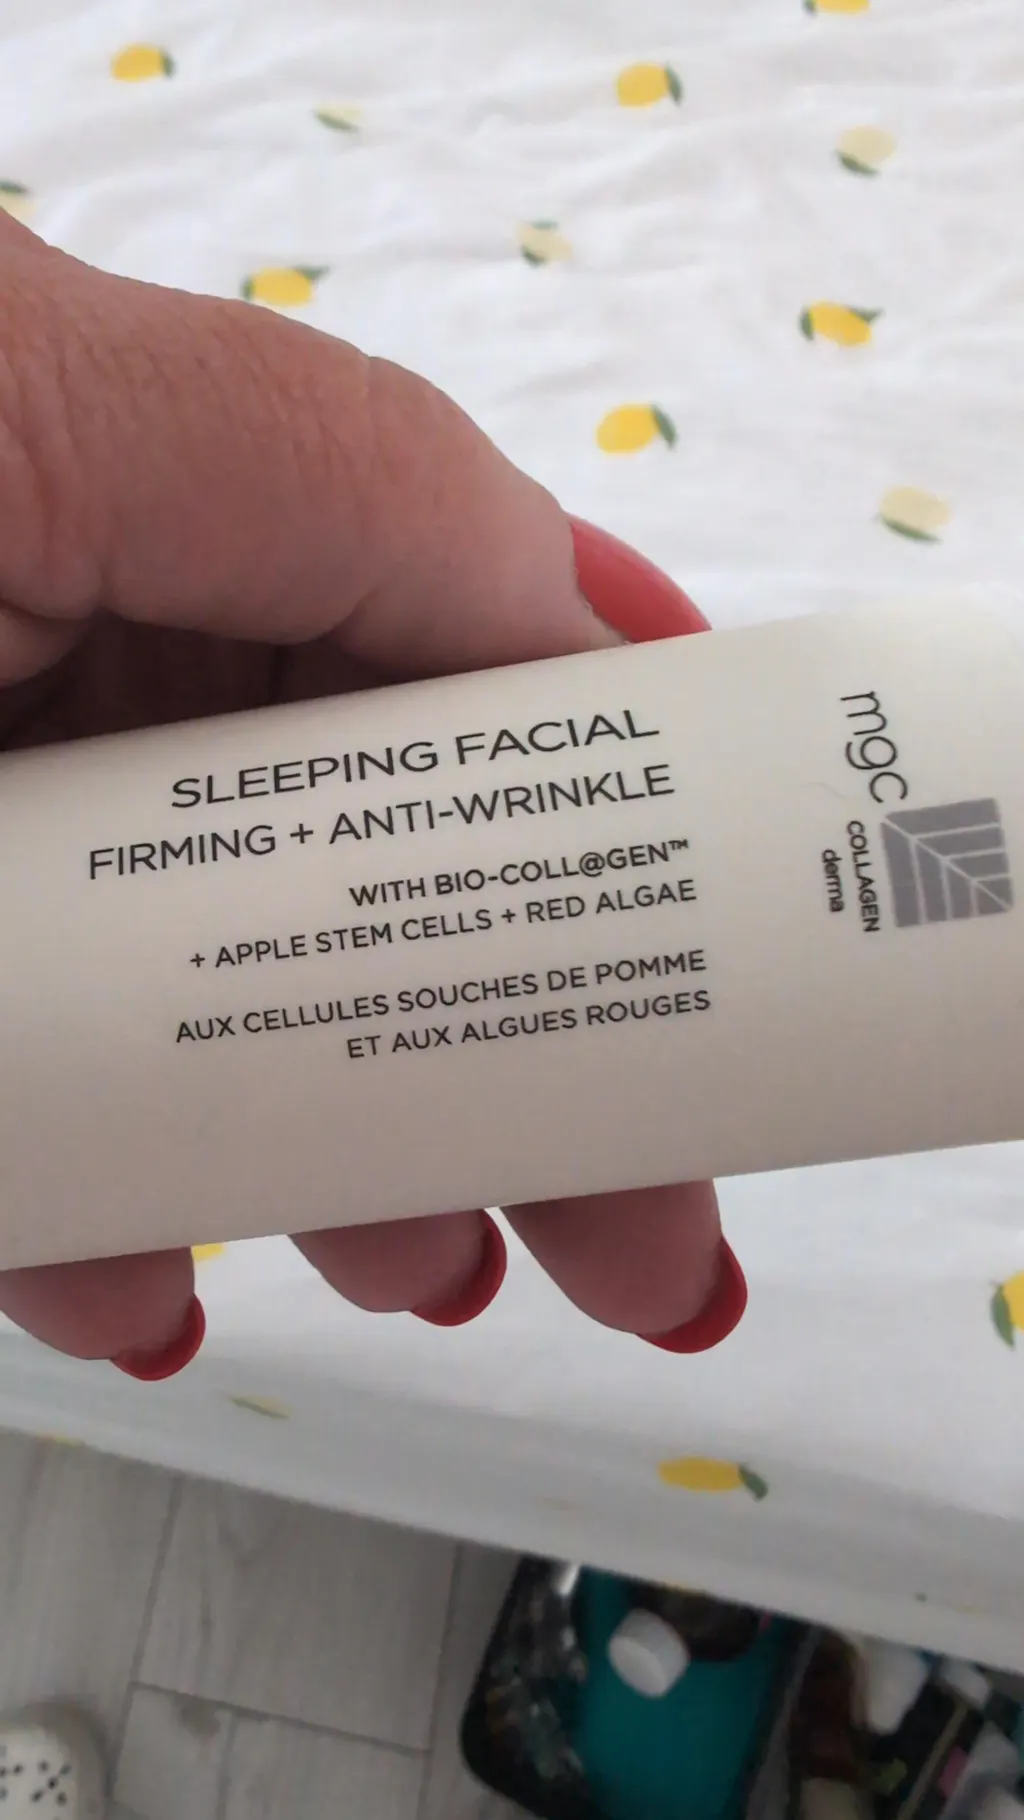 SLEEPING FACIAL
FIRMING + ANTI-WRINKLE
WITH BIO-COLL@GEN™
+ APPLE STEM CELLS + RED ALGAE
AUX CELLULES SOUCHES DE POMME
ET AUX ALGUES ROUGES
mgc
COLLAGEN
derma